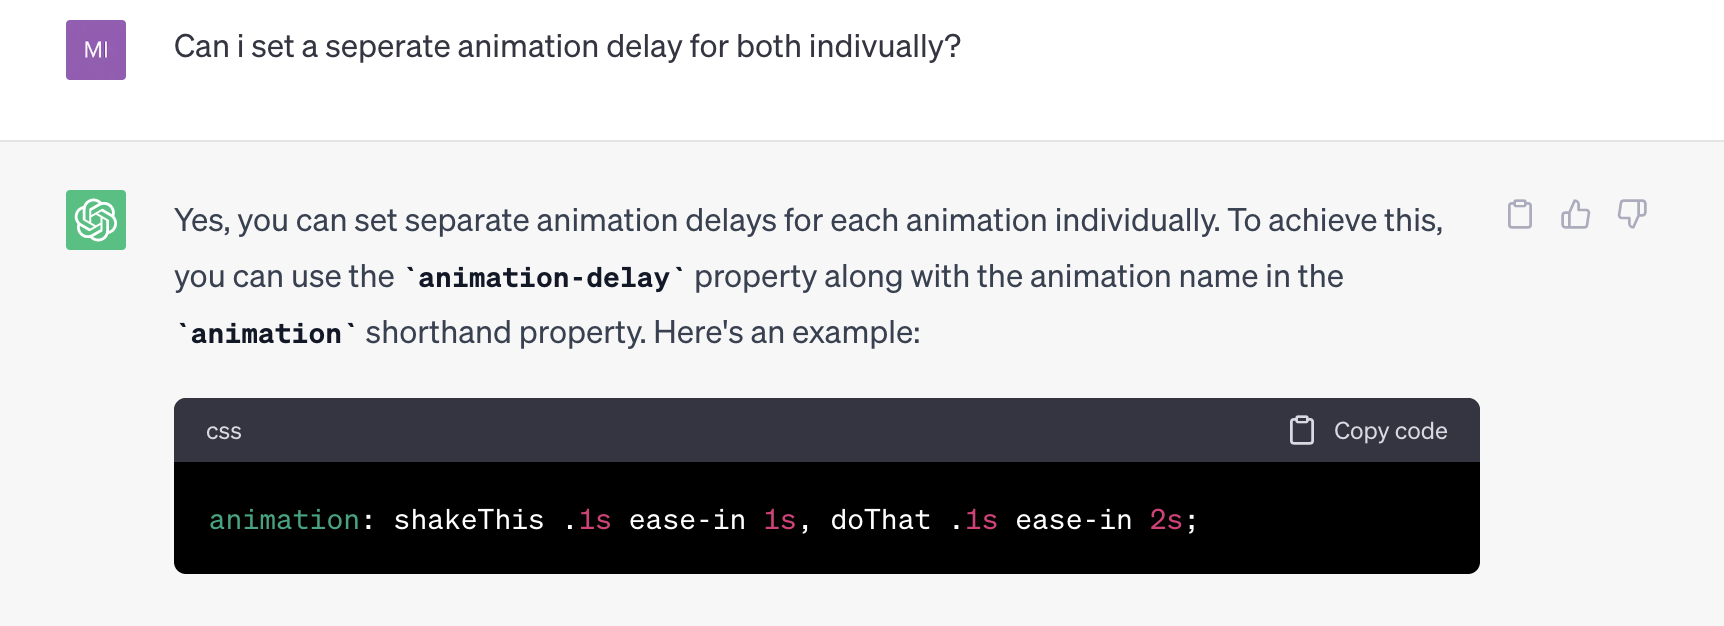 MI
Can i set a seperate animation delay for both indivually?
Yes, you can set separate animation delays for each animation individually. To achieve this,
you can use the `animation-delay` property along with the animation name in the
`animation` shorthand property. Here's an example:
css
Copy code
animation: shakeThis .1s ease-in 1s, doThat .1s ease-in 2s;